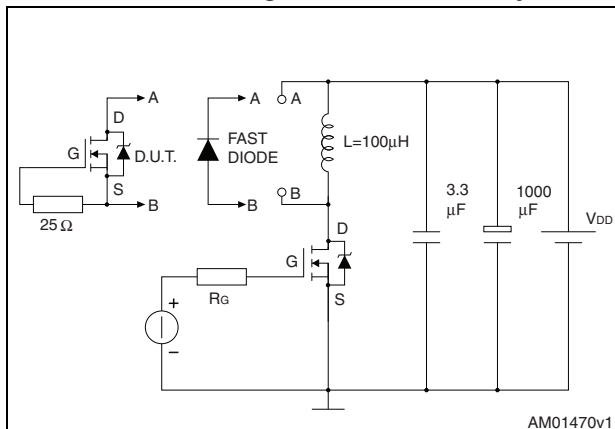 A
D
G
D.U.T.
S
B
25 Ω
A
FAST
DIODE
B
A
B
L=100µH
D
G
S
RG
+
–
3.3
µF
1000
µF
VDD
AM01470v1